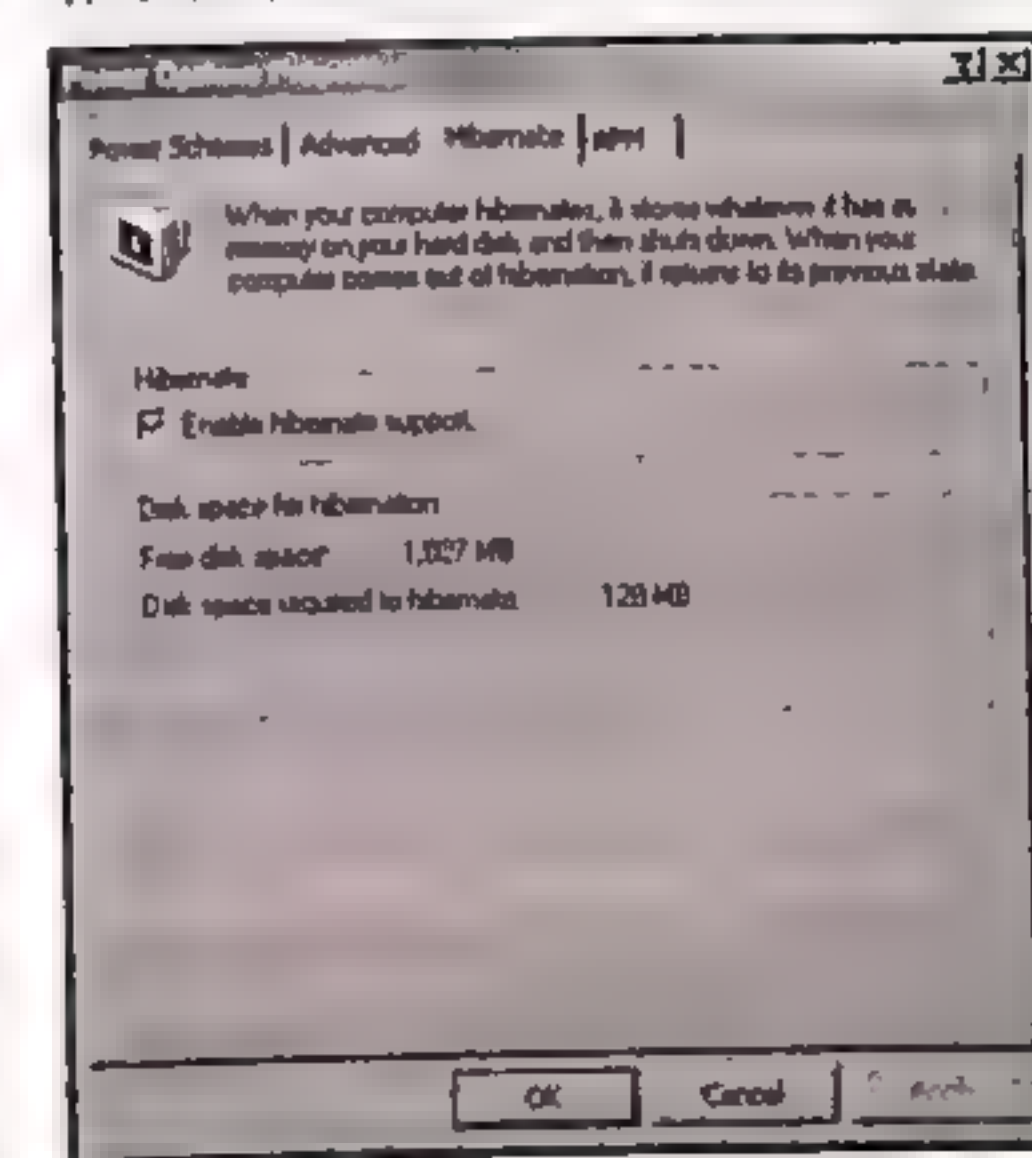 Power Schemes Advanced Hibernate APM
When your computer hibernates, it stores whatever it has in
memory on your hard disk and then shuts down. When your
computer comes out of hibernation, it returns to its previous state.
Hibernate
Enable hibernate support.
Disk space for hibernation
Free disk space: MB
Disk space required to hibernate: 128 MB
OK Cancel Apply